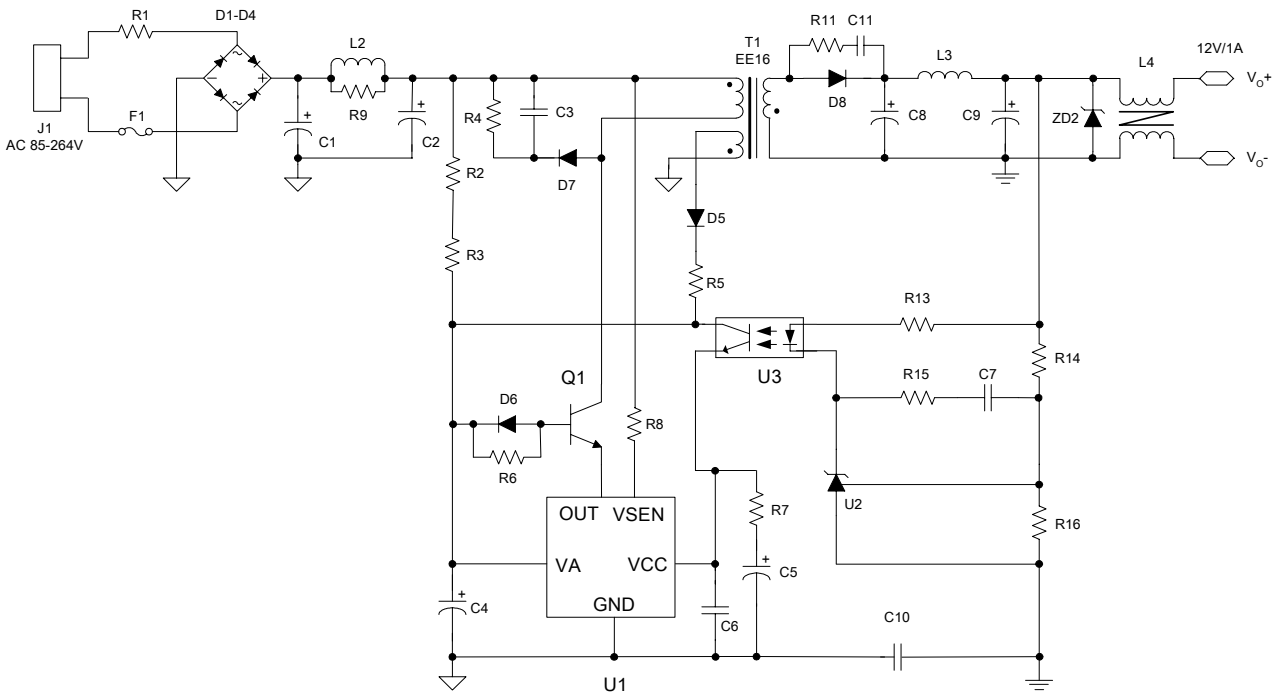 R1
D1-D4
L2
R9
F1
J1
AC 85-264V
C1
C2
R4
C3
D7
R2
R3
T1
EE16
R11
C11
D8
L3
C8
C9
ZD2
L4
12V/1A
VO+
VO-
D5
R5
R13
U3
R14
R15
C7
Q1
D6
R6
R8
U2
R16
OUT
VSEN
VA
VCC
GND
R7
C5
C4
C6
C10
U1